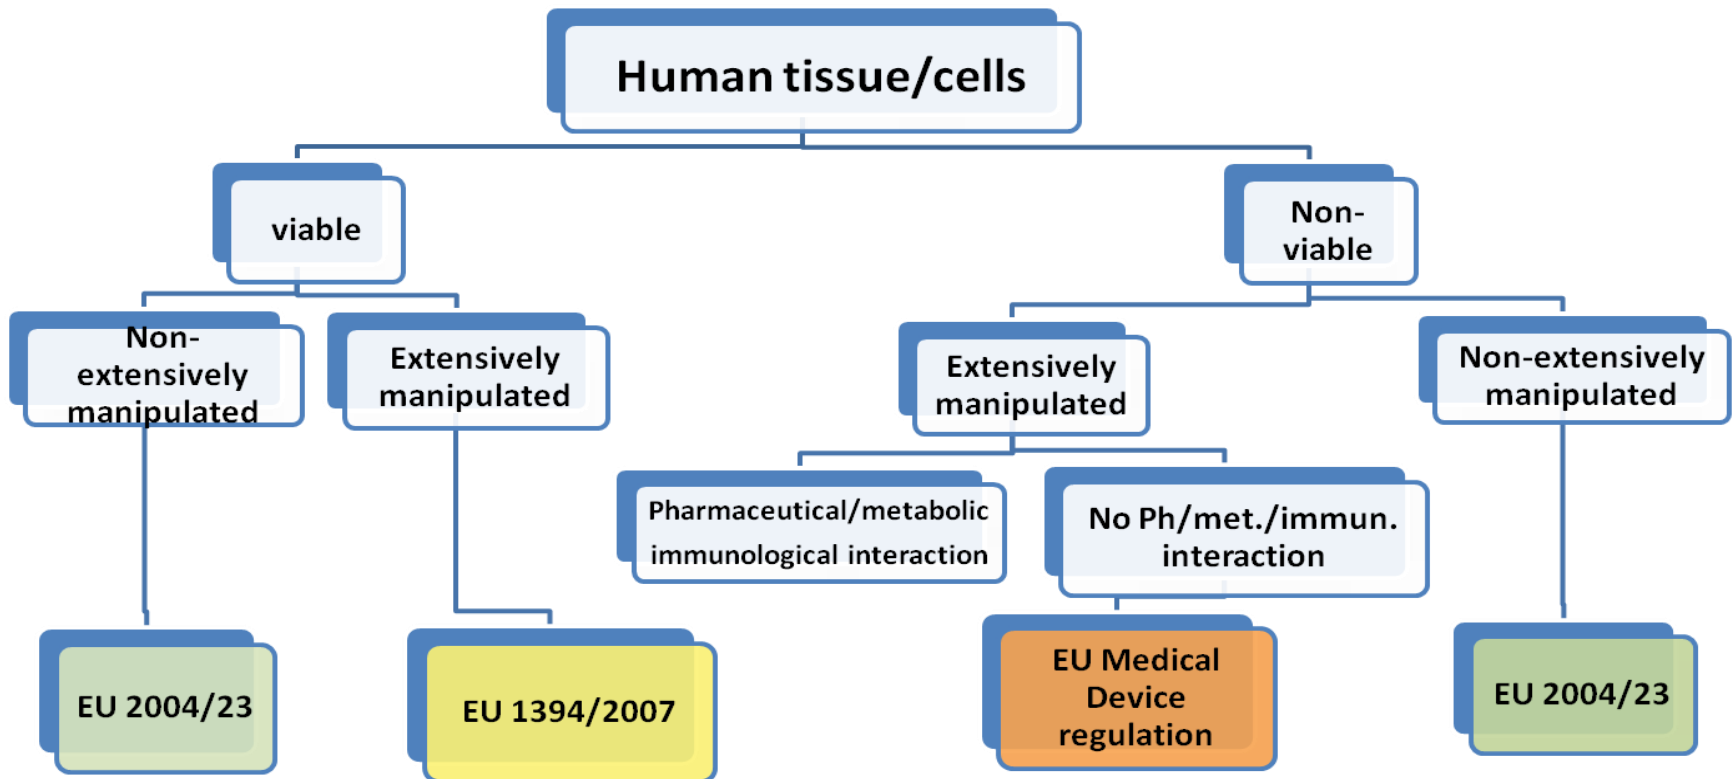 Human tissue/cells
viable
Non-
viable
Non-
extensively
manipulated
Extensively
manipulated
Extensively
manipulated
Non-extensively
manipulated
Pharmaceutical/metabolic
immunological interaction
No Ph/met./immun.
interaction
EU 2004/23
EU 1394/2007
EU Medical
Device
regulation
EU 2004/23